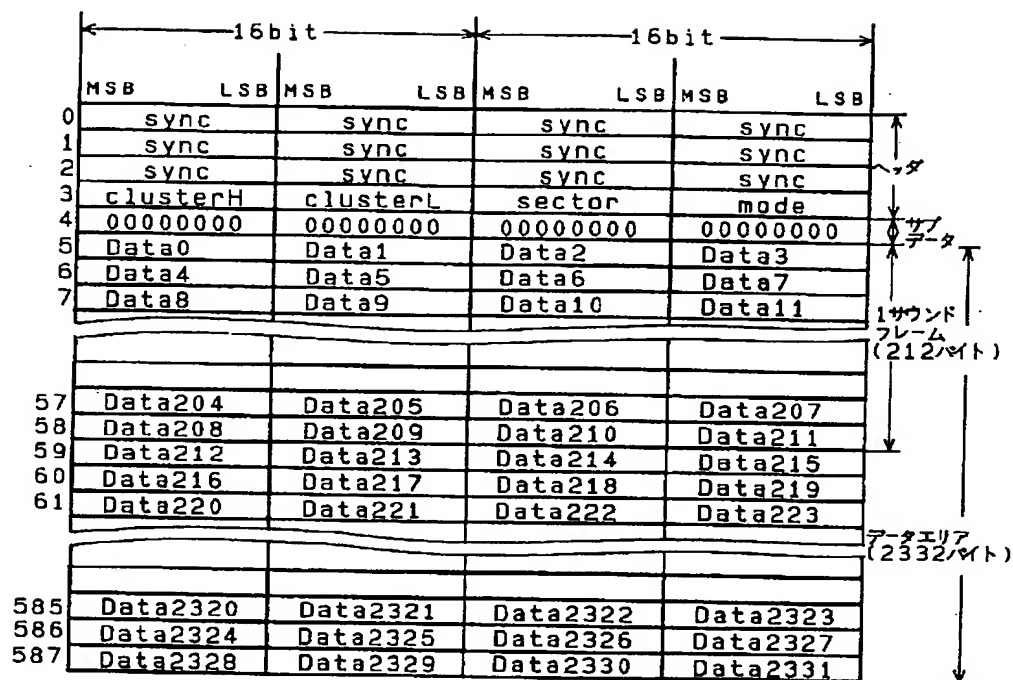 16bit 16bit
MSB LSB MSB LSB MSB LSB MSB LSB
0 sync sync sync sync
1 sync sync sync sync
2 sync sync sync sync
ヘッダ
3 clusterH clusterL sector mode
4 00000000 00000000 00000000 00000000
サブ
データ
5 Data0 Data1 Data2 Data3
6 Data4 Data5 Data6 Data7
7 Data8 Data9 Data10 Data11
1サウンド
フレーム
(212バイト)
57 Data204 Data205 Data206 Data207
58 Data208 Data209 Data210 Data211
59 Data212 Data213 Data214 Data215
60 Data216 Data217 Data218 Data219
61 Data220 Data221 Data222 Data223
データエリア
(2332バイト)
585 Data2320 Data2321 Data2322 Data2323
586 Data2324 Data2325 Data2326 Data2327
587 Data2328 Data2329 Data2330 Data2331